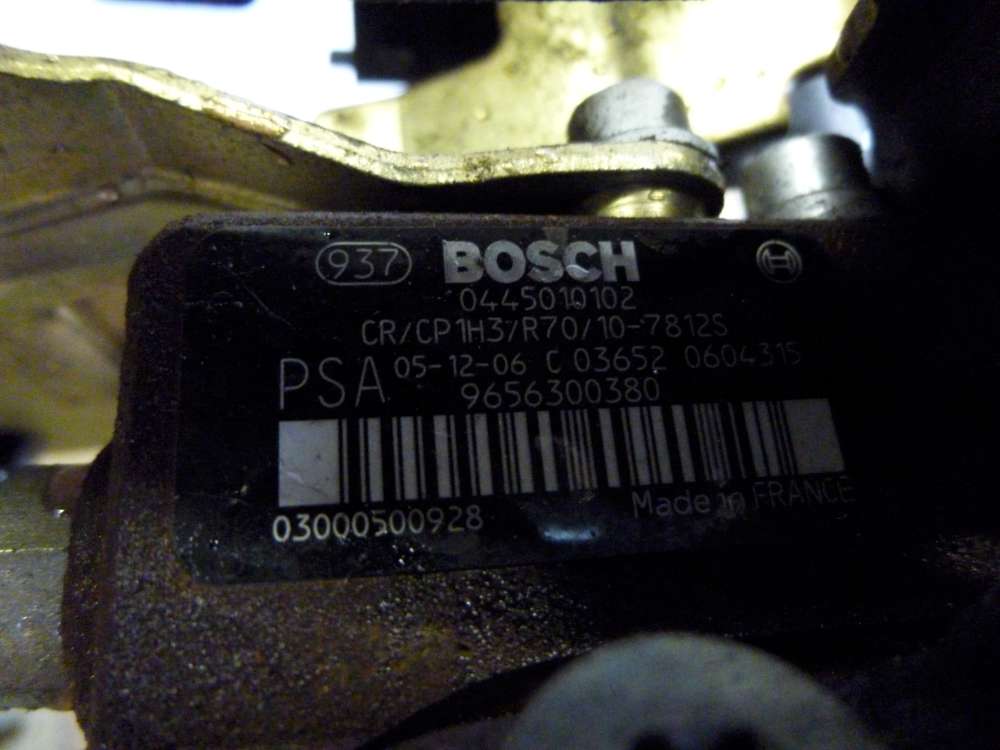 937 BOSCH
0445010102
CR/CP1H3/R70/10-7812S
PSA 05-12-06 C 03652 0604315
9656300380
03000500928 Made in FRANCE